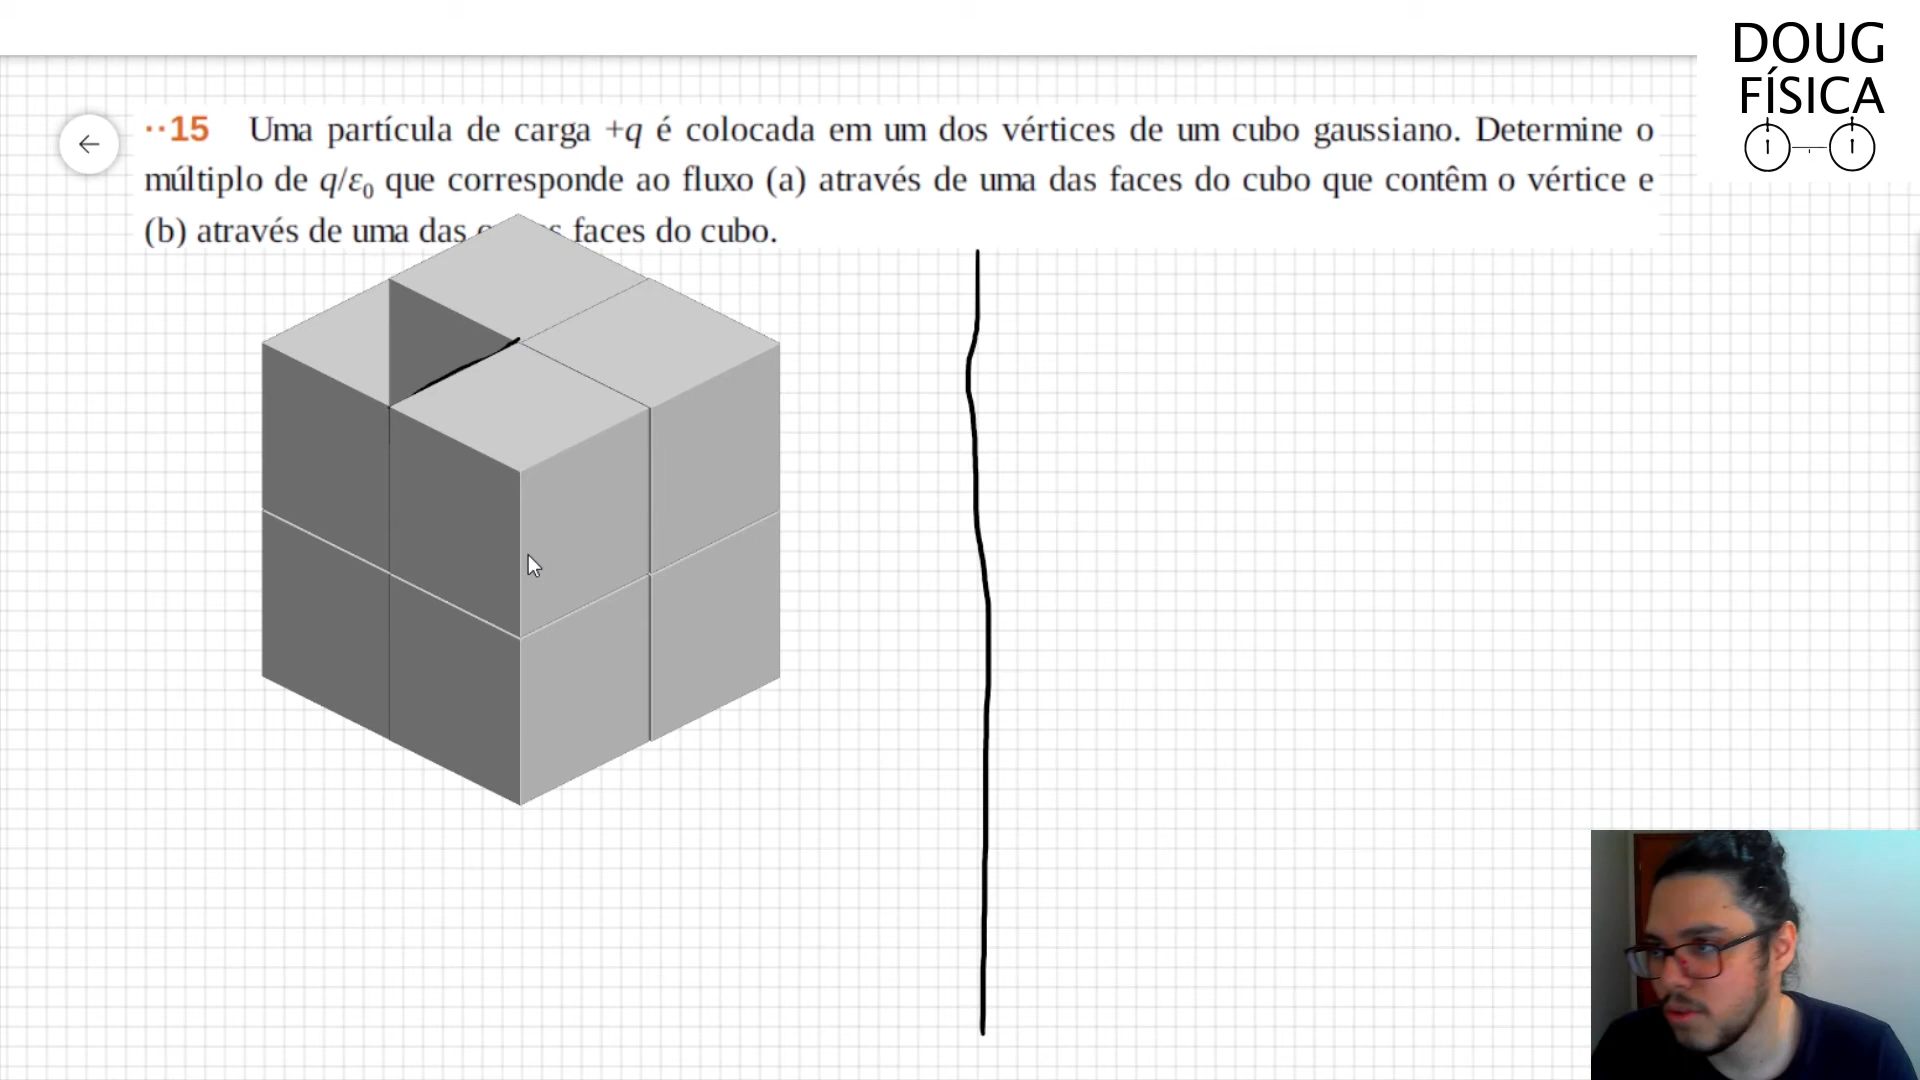 DOUG
FÍSICA
··15 Uma partícula de carga +q é colocada em um dos vértices de um cubo gaussiano. Determine o
múltiplo de q/ε₀ que corresponde ao fluxo (a) através de uma das faces do cubo que contêm o vértice e
(b) através de uma das faces do cubo.